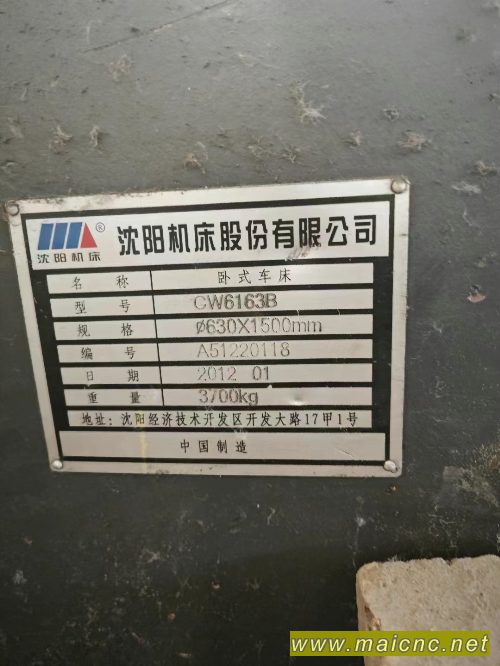 沈阳机床® 沈阳机床股份有限公司
名称 卧式车床
型号 CW6163B
规格 Ø630X1500mm
编号 A51220118
日期 2012 01
重量 3700kg
地址: 沈阳经济技术开发区开发大路17甲1号
中国制造
www.maicnc.net